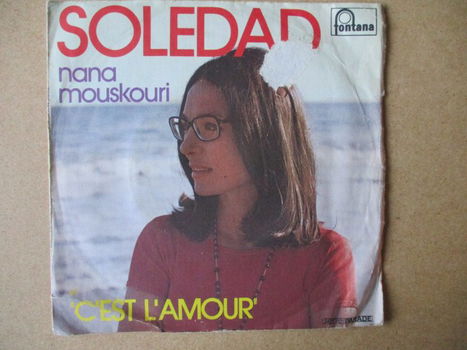 SOLEDAD
fontana
nana
mouskouri
"C'EST L'AMOUR"